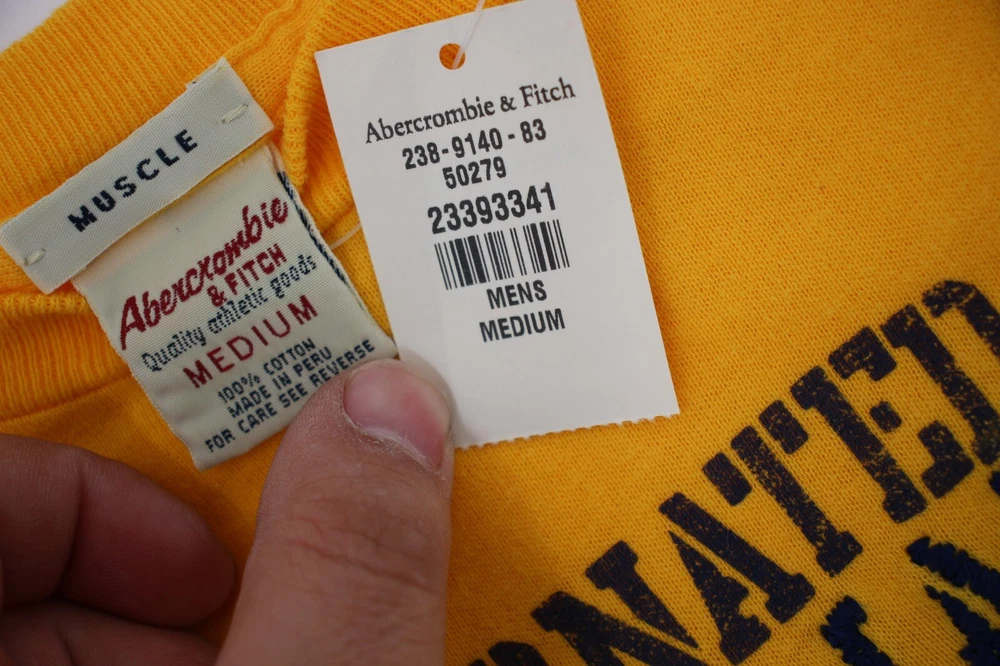 MUSCLE
Abercrombie
& FITCH
Quality athletic goods
MEDIUM
100% COTTON
MADE IN PERU
FOR CARE SEE REVERSE
Abercrombie & Fitch
238-9140-83
50279
23393341
MENS
MEDIUM